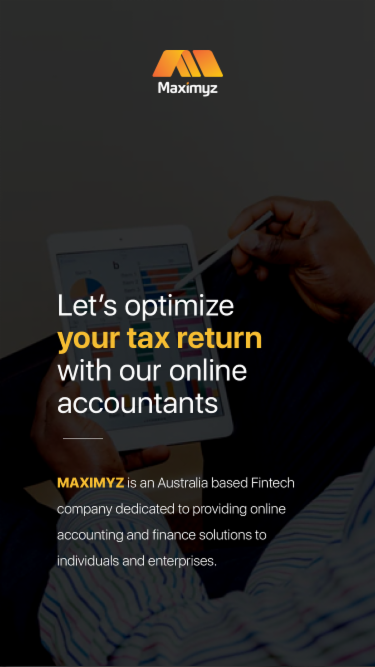 Maximyz
Let's optimize
your tax return
with our online
accountants
MAXIMYZ is an Australia based Fintech
company dedicated to providing online
accounting and finance solutions to
individuals and enterprises.